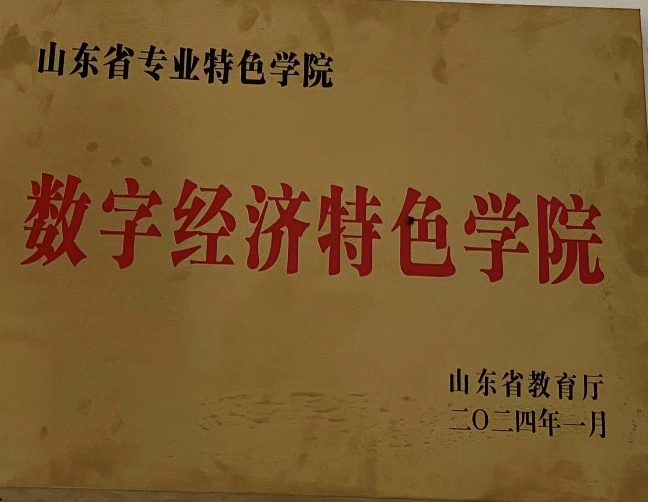 山东省专业特色学院
数字经济特色学院
山东省教育厅
二〇二四年一月